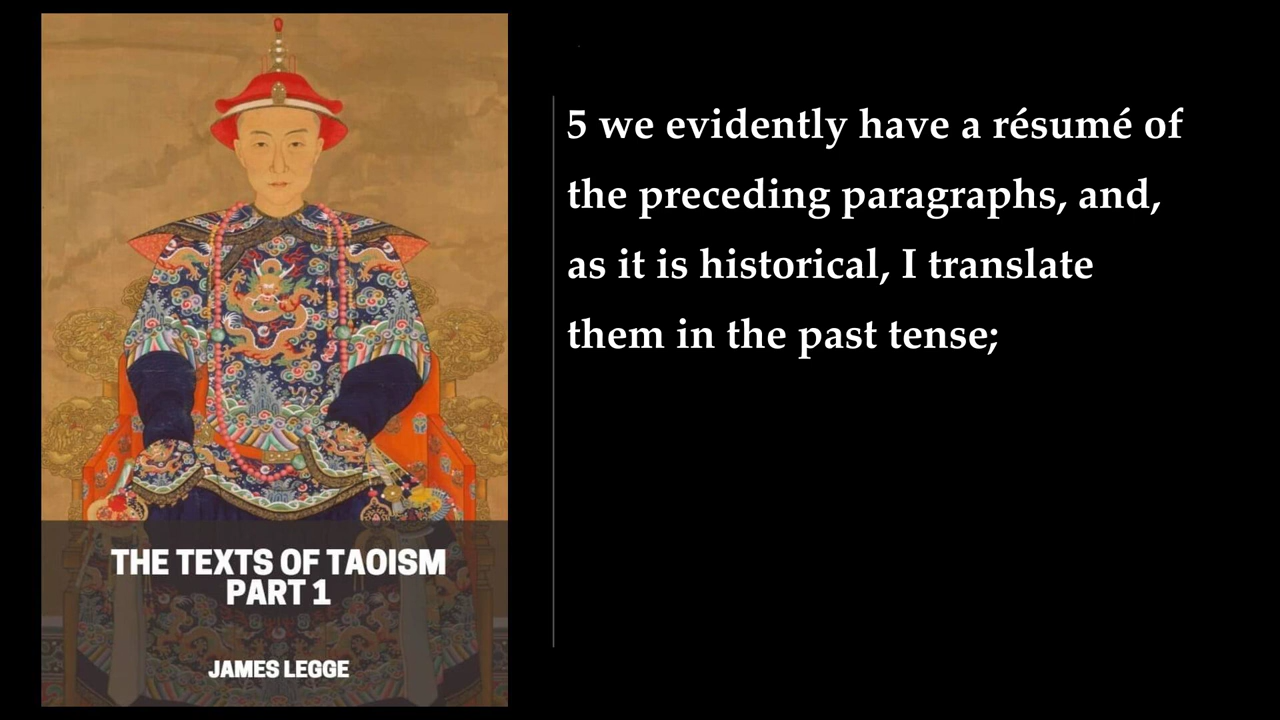 THE TEXTS OF TAOISM
PART 1
JAMES LEGGE
5 we evidently have a résumé of
the preceding paragraphs, and,
as it is historical, I translate
them in the past tense;